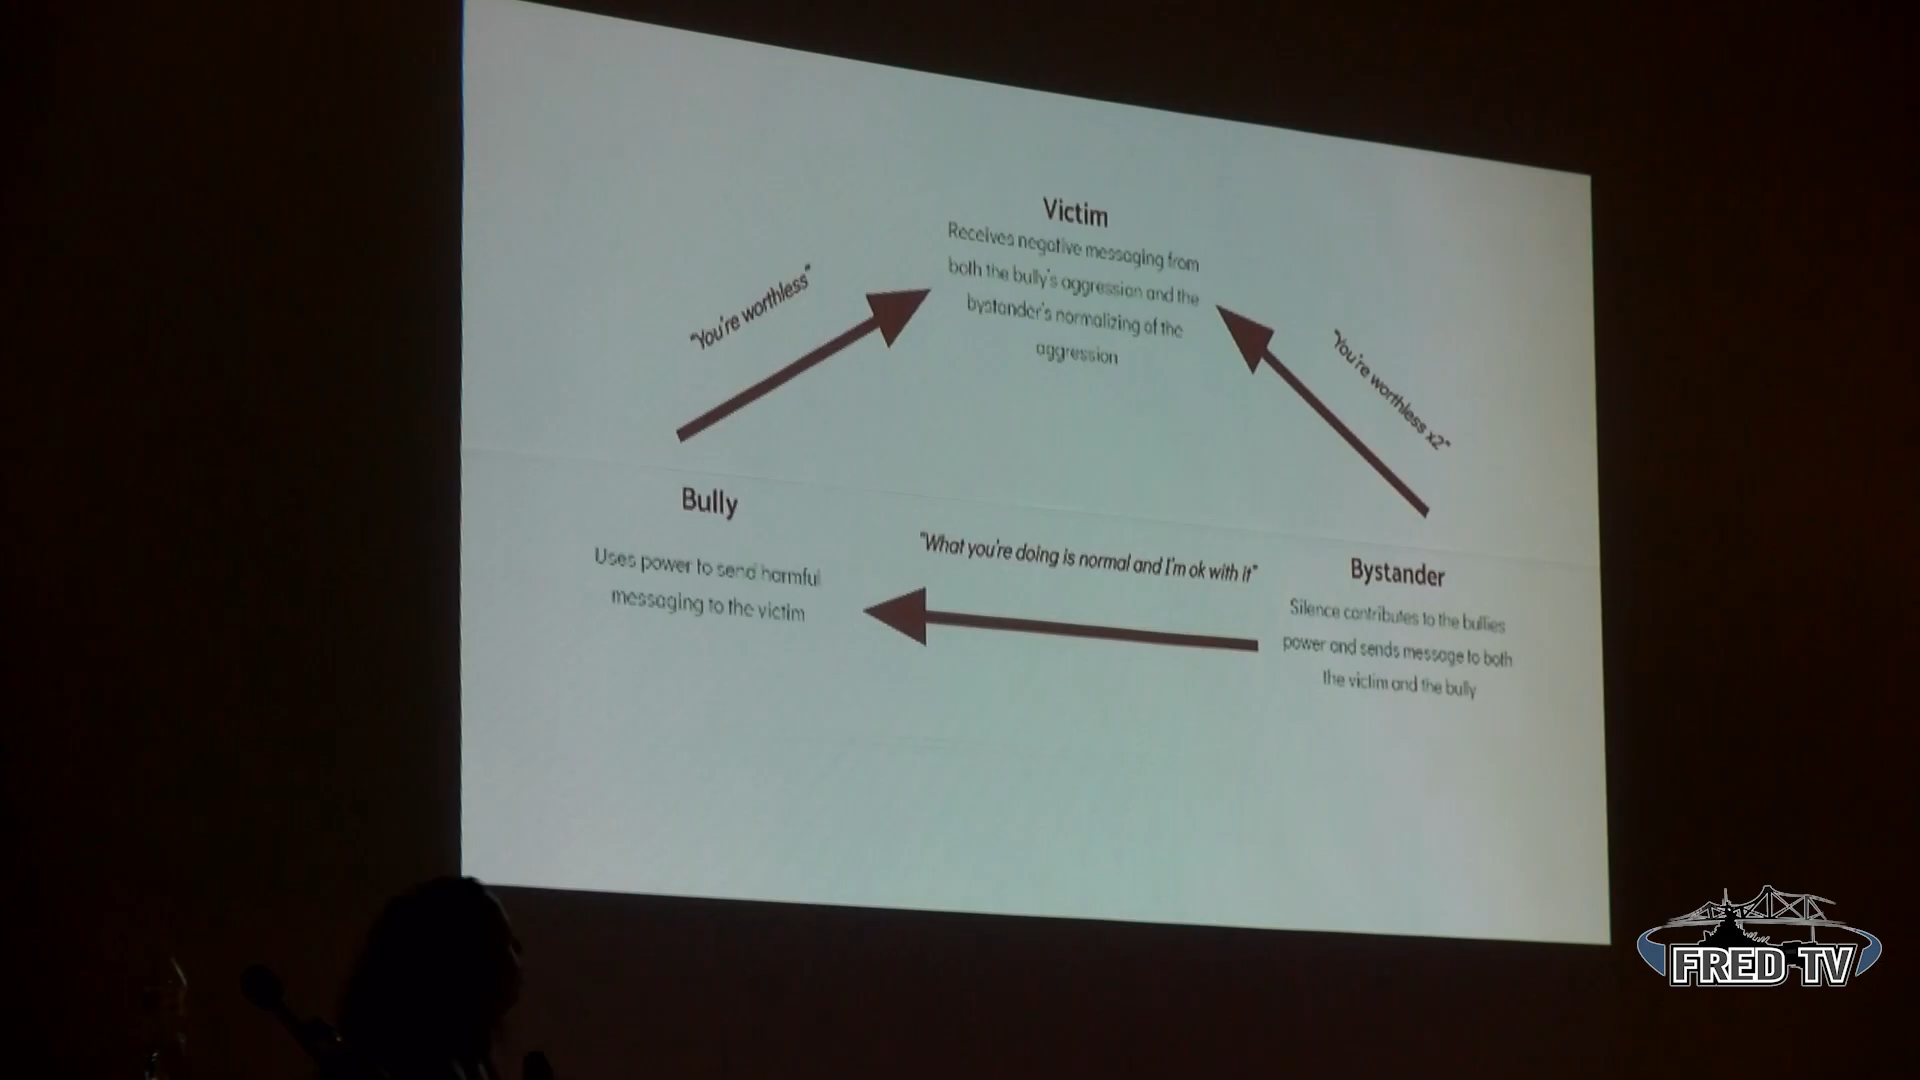 Victim
Receives negative messaging from
both the bully's aggression and the
bystander's normalizing of the
aggression
"You're worthless"
"You're worthless x2"
Bully
Uses power to send harmful
messaging to the victim
"What you're doing is normal and I'm ok with it"
Bystander
Silence contributes to the bullies
power and sends message to both
the victim and the bully
FRED TV